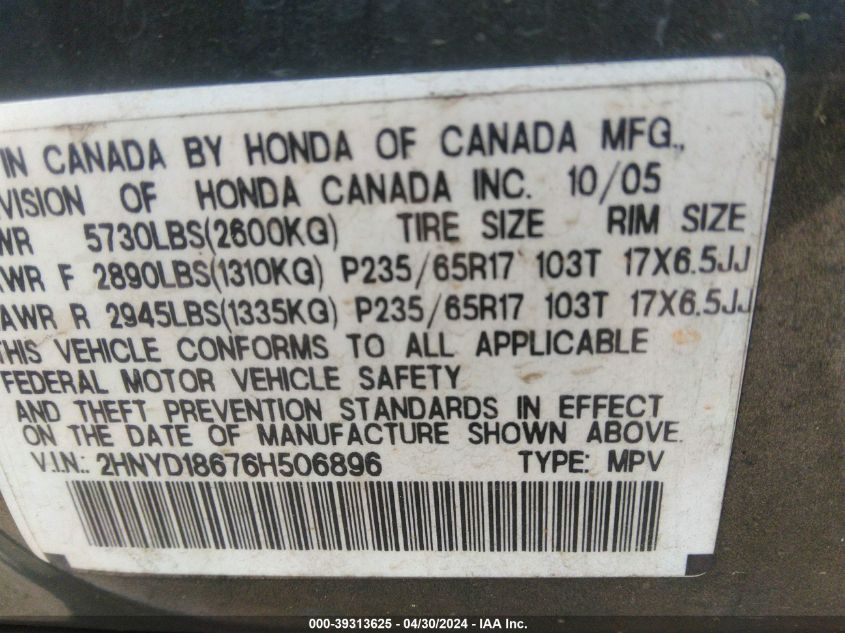 IN CANADA BY HONDA OF CANADA MFG.,
VISION OF HONDA CANADA INC. 10/05
WR 5730LBS(2600KG) TIRE SIZE RIM SIZE
AWR F 2890LBS(1310KG) P235/65R17 103T 17X6.5JJ
AWR R 2945LBS(1335KG) P235/65R17 103T 17X6.5JJ
THIS VEHICLE CONFORMS TO ALL APPLICABLE
FEDERAL MOTOR VEHICLE SAFETY
AND THEFT PREVENTION STANDARDS IN EFFECT
ON THE DATE OF MANUFACTURE SHOWN ABOVE.
V.I.N.: 2HNYD18676H506896 TYPE: MPV
000-39313625 - 04/30/2024 - IAA Inc.